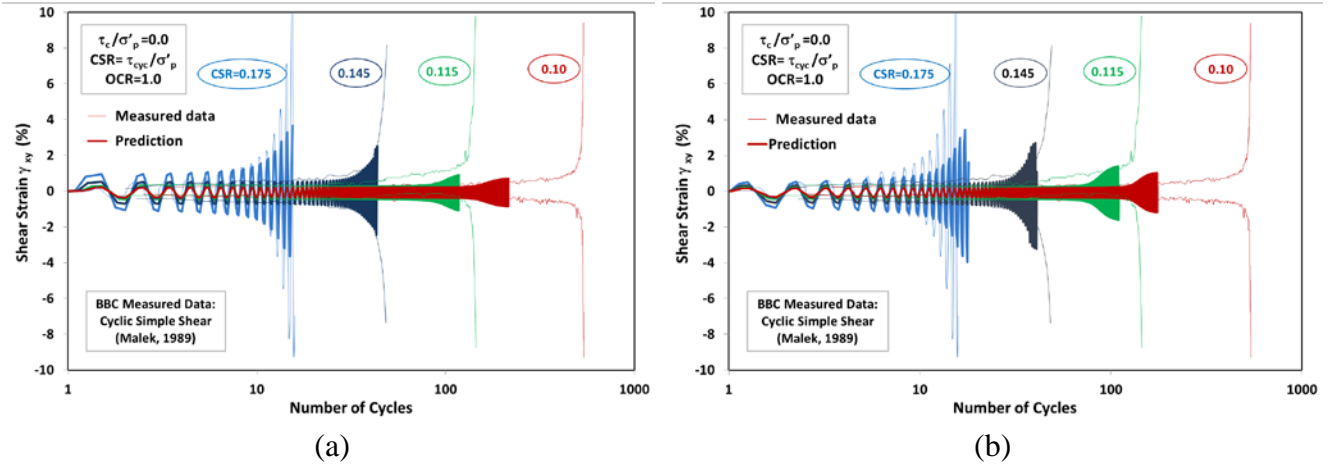 10
8
6
4
2
0
-2
-4
-6
-8
-10
Shear Strain γ xy (%)
τc/σ'p=0.0
CSR= τcyc/σ'p
OCR=1.0
CSR=0.175
0.145
0.115
0.10
Measured data
Prediction
BBC Measured Data:
Cyclic Simple Shear
(Malek, 1989)
1
10
100
1000
Number of Cycles
(a)
10
8
6
4
2
0
-2
-4
-6
-8
-10
Shear Strain γ xy (%)
τc/σ'p=0.0
CSR= τcyc/σ'p
OCR=1.0
CSR=0.175
0.145
0.115
0.10
Measured data
Prediction
BBC Measured Data:
Cyclic Simple Shear
(Malek, 1989)
1
10
100
1000
Number of Cycles
(b)